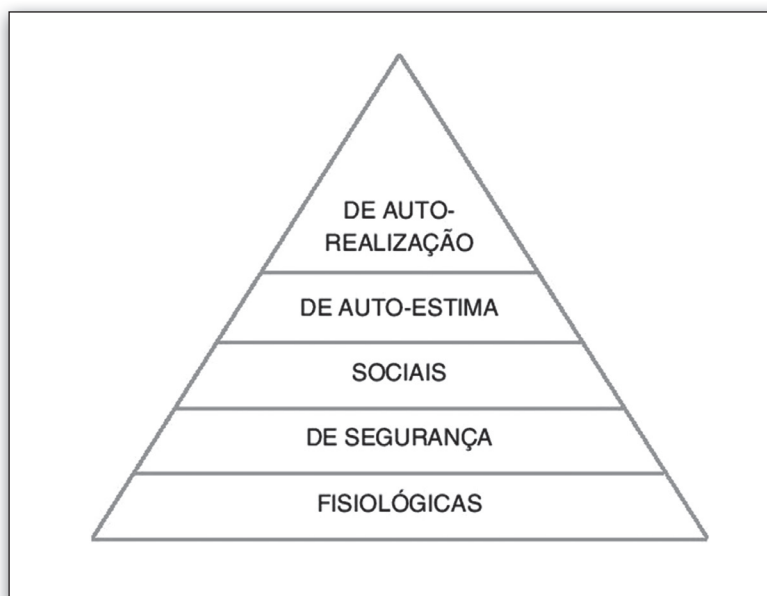 DE AUTO-
REALIZAÇÃO
DE AUTO-ESTIMA
SOCIAIS
DE SEGURANÇA
FISIOLÓGICAS